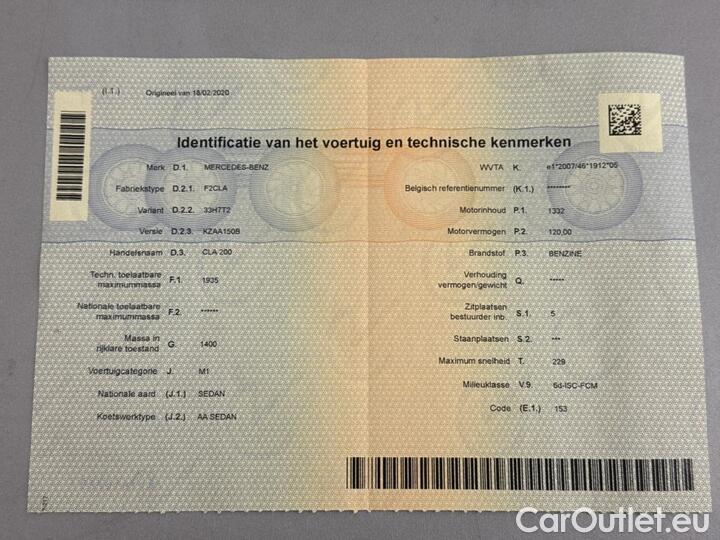 (I.1.) Origineel van 18/02/2020
Identificatie van het voertuig en technische kenmerken
Merk D.1. MERCEDES-BENZ
Fabriekstype D.2.1. F2CLA
Variant D.2.2. 33H7T2
Versie D.2.3. KZAA150B
Handelsnaam D.3. CLA 200
Techn. toelaatbare
maximummassa F.1. 1935
Nationale toelaatbare
maximummassa F.2. ******
Massa in
rijklare toestand G. 1400
Voertuigcategorie J. M1
Nationale aard (J.1.) SEDAN
Koetswerktype (J.2.) AA SEDAN
WVTA K. e1*2007/46*1912*05
Belgisch referentienummer (K.1.) ********
Motorinhoud P.1. 1332
Motorvermogen P.2. 120,00
Brandstof P.3. BENZINE
Verhouding
vermogen/gewicht Q. *****
Zitplaatsen
bestuurder inb. S.1. 5
Staanplaatsen S.2. ***
Maximum snelheid T. 229
Milieuklasse V.9. 6d-ISC-FCM
Code (E.1.) 153
CarOutlet.eu